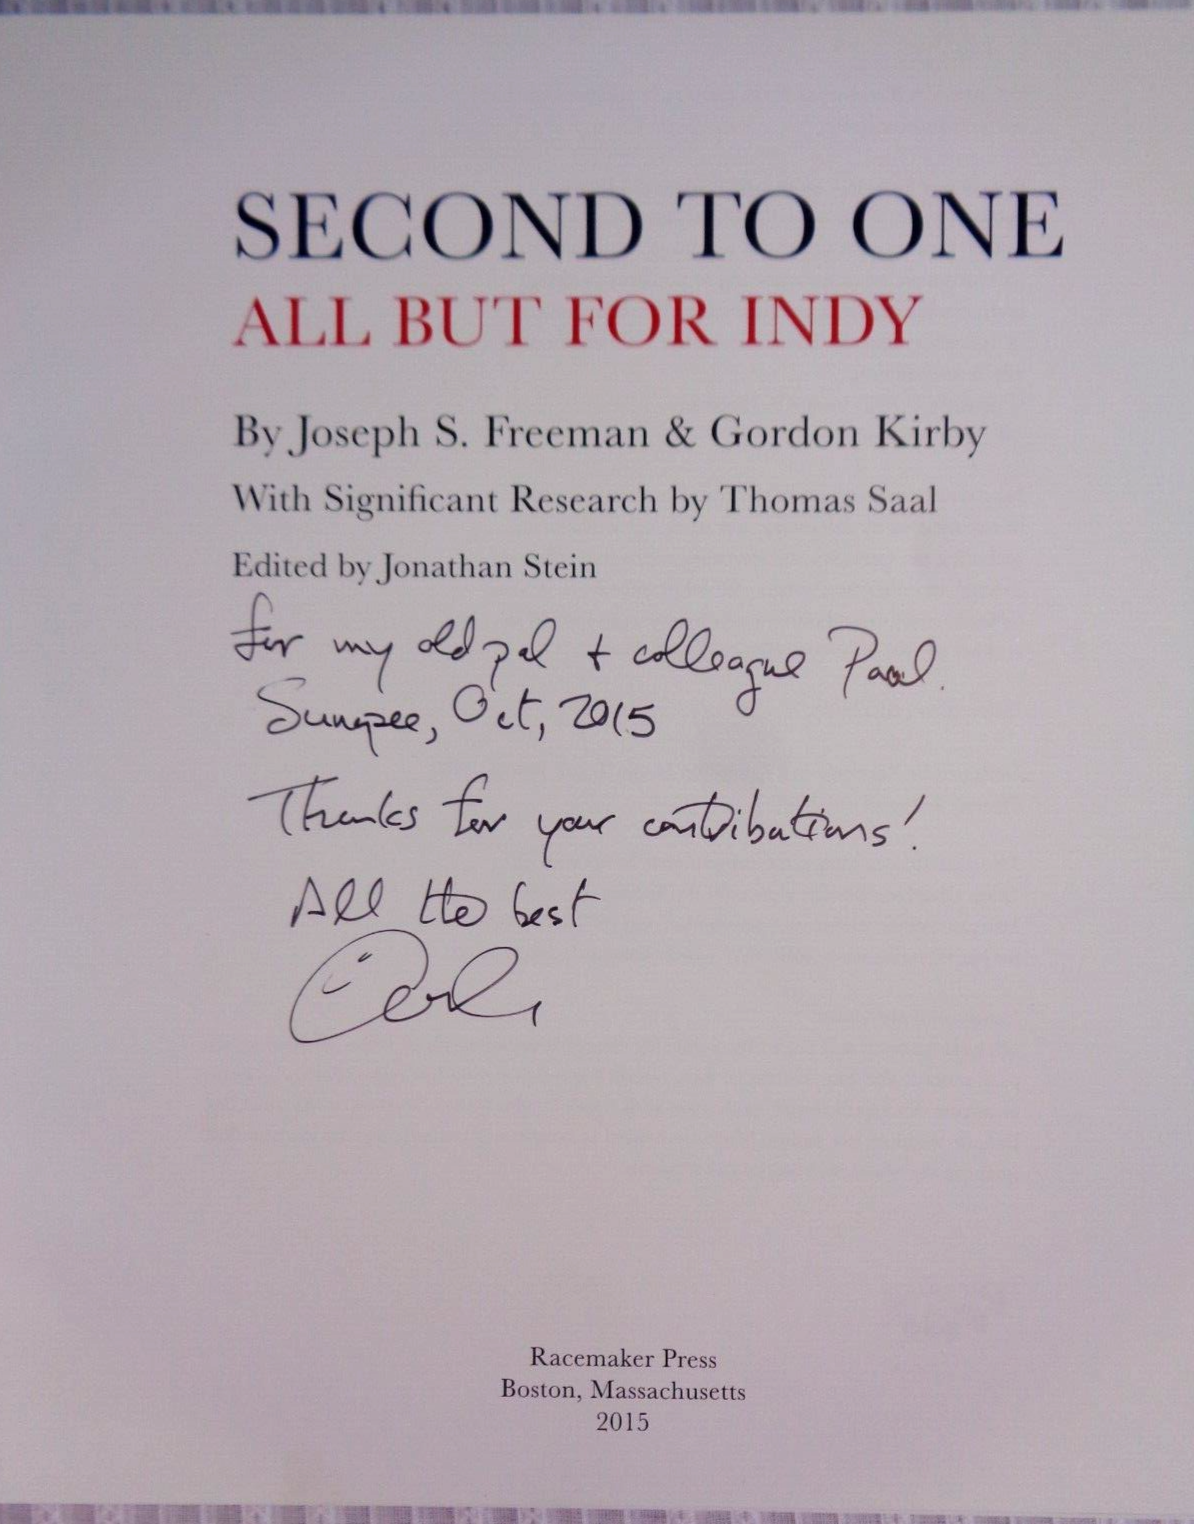 SECOND TO ONE
ALL BUT FOR INDY
By Joseph S. Freeman & Gordon Kirby
With Significant Research by Thomas Saal
Edited by Jonathan Stein
For my old pal + colleague Paul.
Sunapee, Oct, 2015
Thanks for your contributions!
All the best
Racemaker Press
Boston, Massachusetts
2015